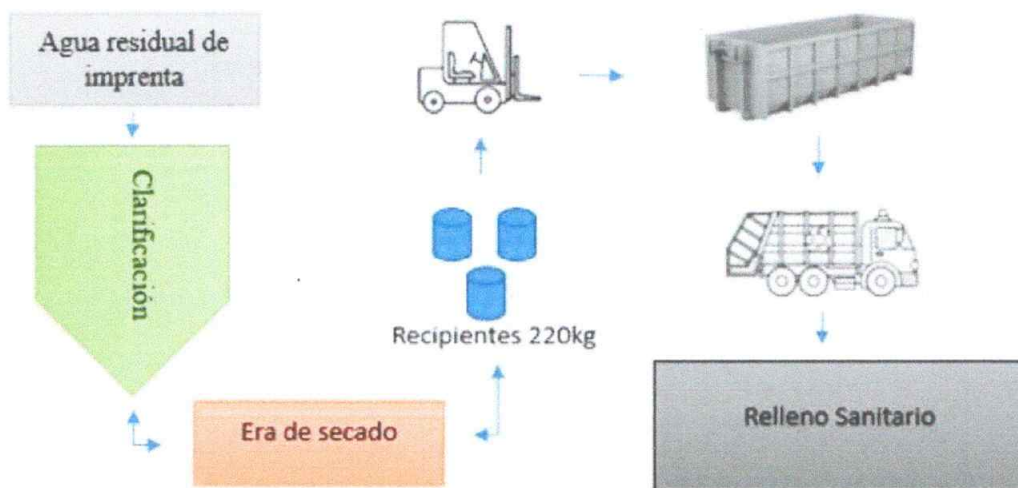 Agua residual de
imprenta
Clarificación
Era de secado
Recipientes 220kg
Relleno Sanitario